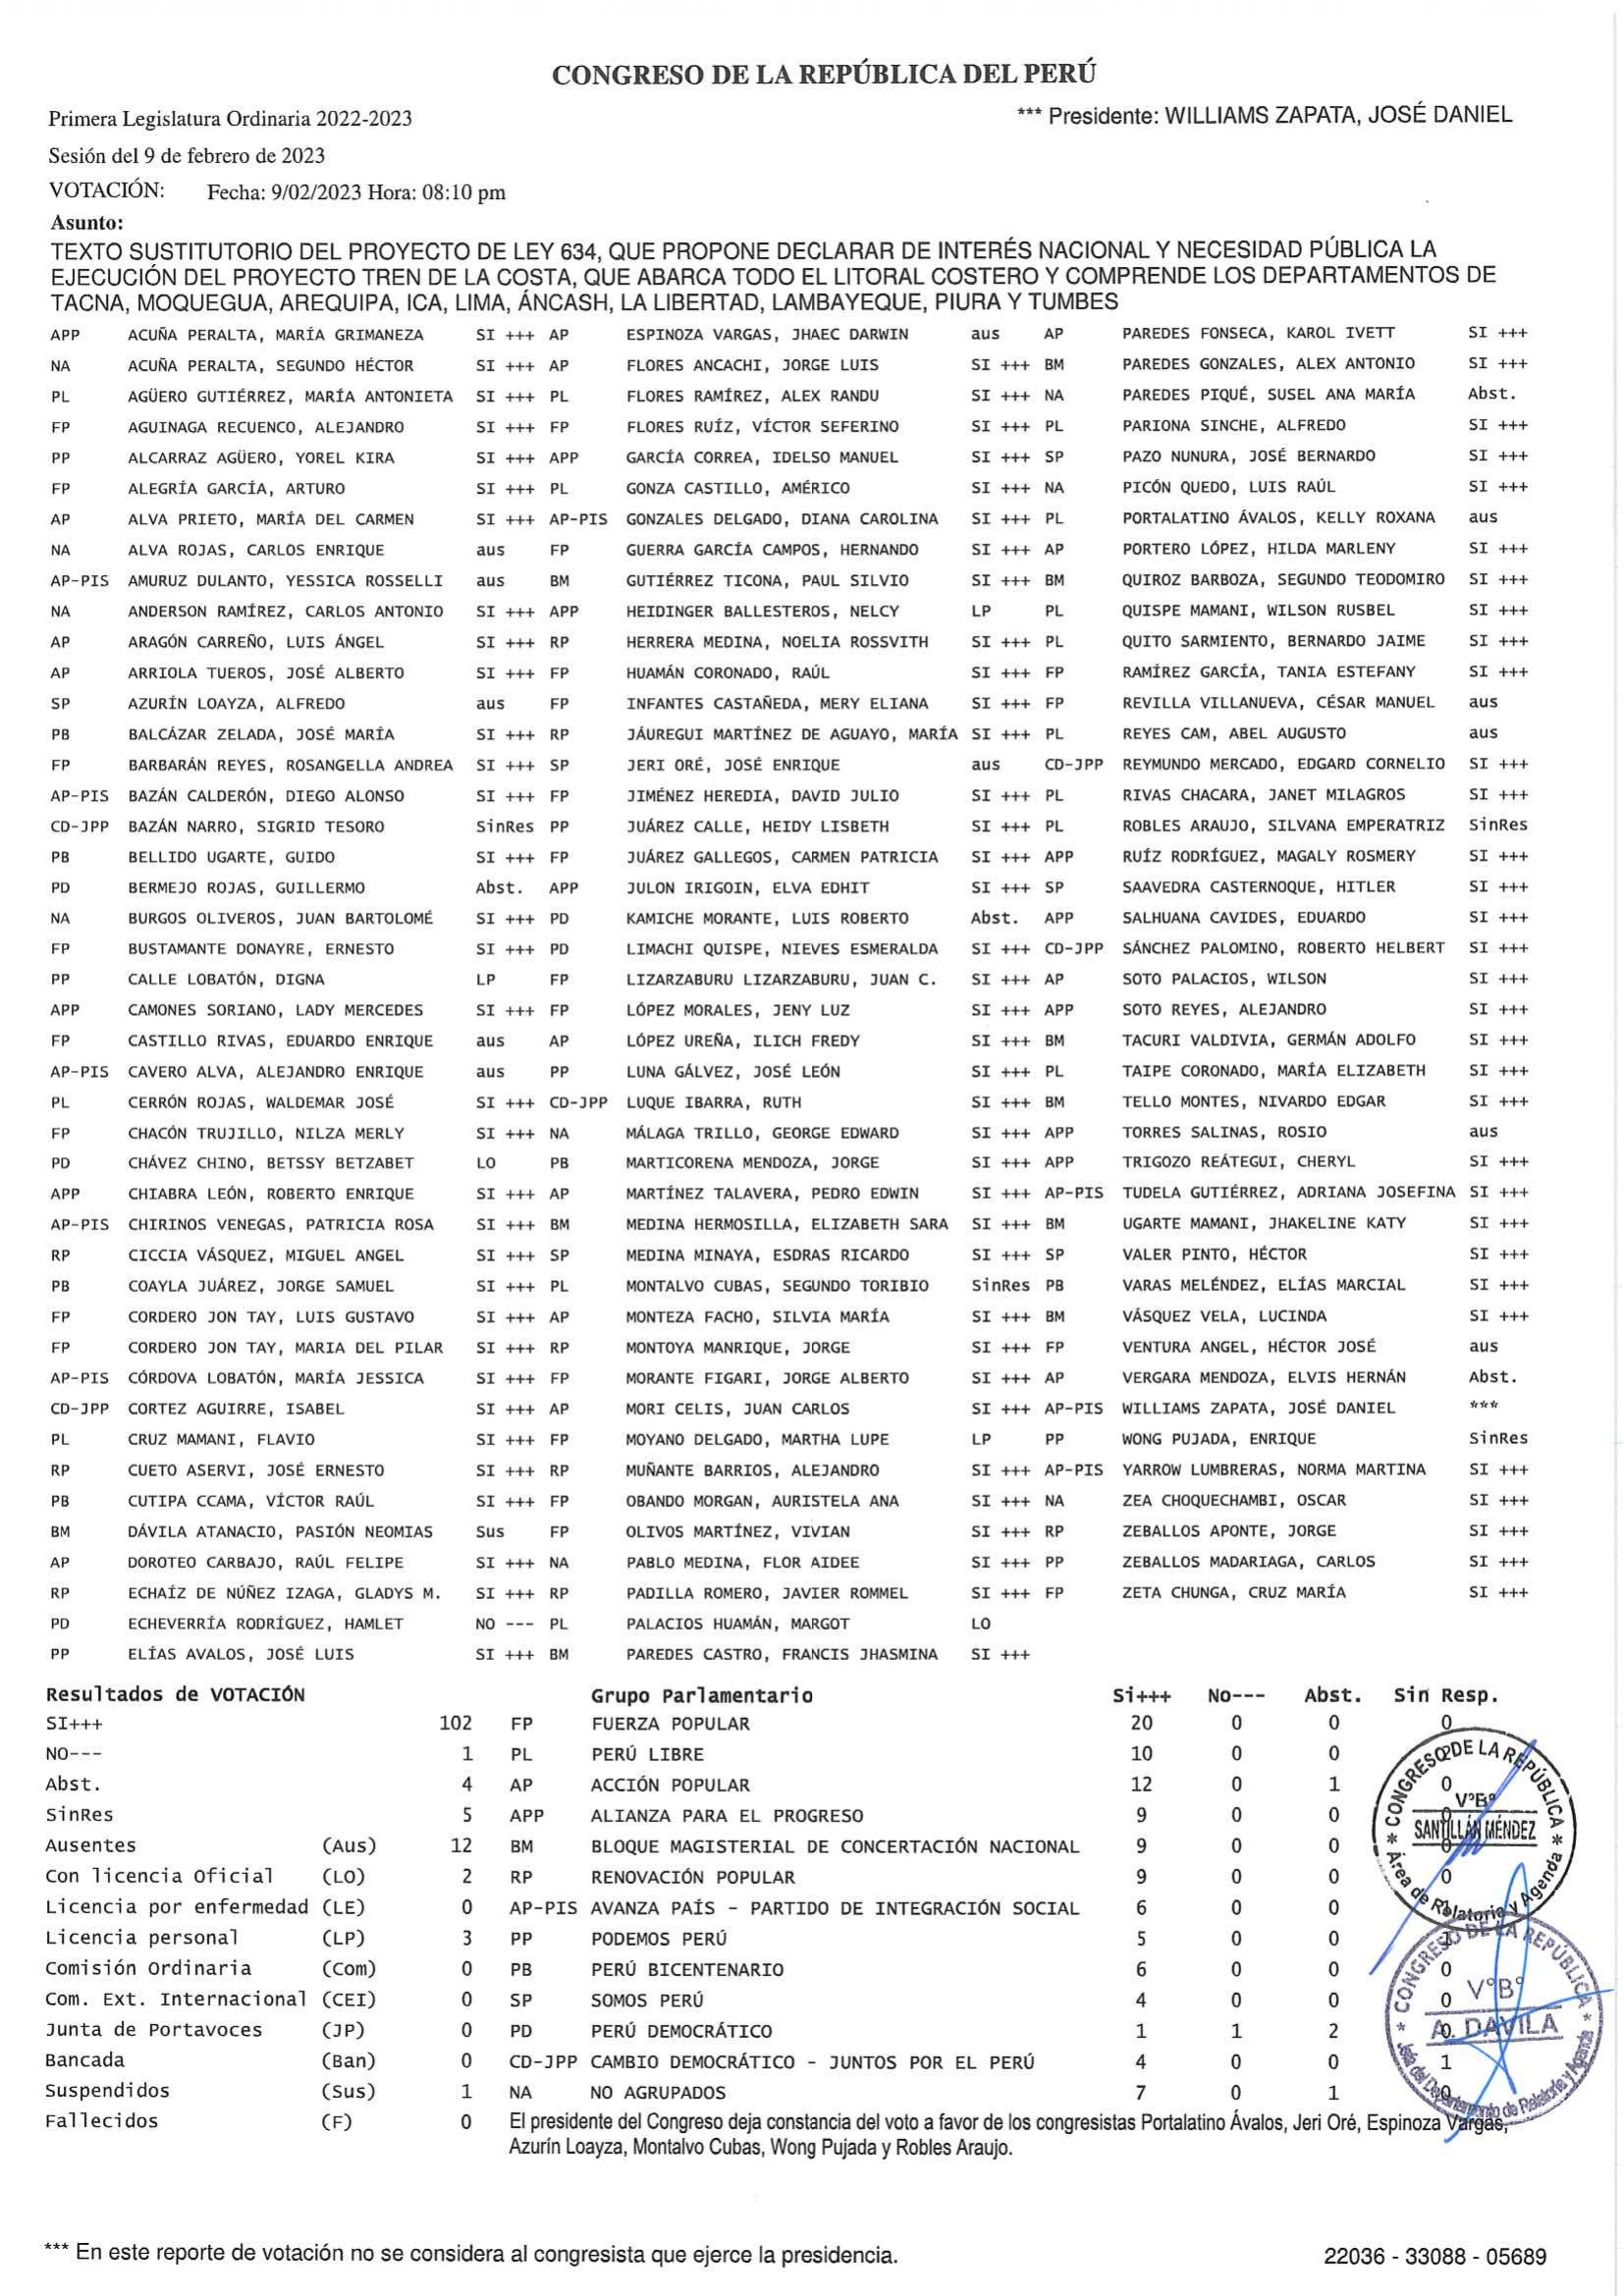 CONGRESO DE LA REPÚBLICA DEL PERÚ
Primera Legislatura Ordinaria 2022-2023 *** Presidente: WILLIAMS ZAPATA, JOSÉ DANIEL
Sesión del 9 de febrero de 2023
VOTACIÓN: Fecha: 9/02/2023 Hora: 08:10 pm
Asunto:
TEXTO SUSTITUTORIO DEL PROYECTO DE LEY 634, QUE PROPONE DECLARAR DE INTERÉS NACIONAL Y NECESIDAD PÚBLICA LA
EJECUCIÓN DEL PROYECTO TREN DE LA COSTA, QUE ABARCA TODO EL LITORAL COSTERO Y COMPRENDE LOS DEPARTAMENTOS DE
TACNA, MOQUEGUA, AREQUIPA, ICA, LIMA, ÁNCASH, LA LIBERTAD, LAMBAYEQUE, PIURA Y TUMBES
APP ACUÑA PERALTA, MARÍA GRIMANEZA SI +++ AP ESPINOZA VARGAS, JHAEC DARWIN aus AP PAREDES FONSECA, KAROL IVETT SI +++
NA ACUÑA PERALTA, SEGUNDO HÉCTOR SI +++ AP FLORES ANCACHI, JORGE LUIS SI +++ BM PAREDES GONZALES, ALEX ANTONIO SI +++
PL AGÜERO GUTIÉRREZ, MARÍA ANTONIETA SI +++ PL FLORES RAMÍREZ, ALEX RANDU SI +++ NA PAREDES PIQUÉ, SUSEL ANA MARÍA Abst.
FP AGUINAGA RECUENCO, ALEJANDRO SI +++ FP FLORES RUÍZ, VÍCTOR SEFERINO SI +++ PL PARIONA SINCHE, ALFREDO SI +++
PP ALCARRAZ AGÜERO, YOREL KIRA SI +++ APP GARCÍA CORREA, IDELSO MANUEL SI +++ SP PAZO NUNURA, JOSÉ BERNARDO SI +++
FP ALEGRÍA GARCÍA, ARTURO SI +++ PL GONZA CASTILLO, AMÉRICO SI +++ NA PICÓN QUEDO, LUIS RAÚL SI +++
AP ALVA PRIETO, MARÍA DEL CARMEN SI +++ AP-PIS GONZALES DELGADO, DIANA CAROLINA SI +++ PL PORTALATINO ÁVALOS, KELLY ROXANA aus
NA ALVA ROJAS, CARLOS ENRIQUE aus FP GUERRA GARCÍA CAMPOS, HERNANDO SI +++ AP PORTERO LÓPEZ, HILDA MARLENY SI +++
AP-PIS AMURUZ DULANTO, YESSICA ROSSELLI aus BM GUTIÉRREZ TICONA, PAUL SILVIO SI +++ BM QUIROZ BARBOZA, SEGUNDO TEODOMIRO SI +++
NA ANDERSON RAMÍREZ, CARLOS ANTONIO SI +++ APP HEIDINGER BALLESTEROS, NELCY LP PL QUISPE MAMANI, WILSON RUSBEL SI +++
AP ARAGÓN CARREÑO, LUIS ÁNGEL SI +++ RP HERRERA MEDINA, NOELIA ROSSVITH SI +++ PL QUITO SARMIENTO, BERNARDO JAIME SI +++
AP ARRIOLA TUEROS, JOSÉ ALBERTO SI +++ FP HUAMÁN CORONADO, RAÚL SI +++ FP RAMÍREZ GARCÍA, TANIA ESTEFANY SI +++
SP AZURÍN LOAYZA, ALFREDO aus FP INFANTES CASTAÑEDA, MERY ELIANA SI +++ FP REVILLA VILLANUEVA, CÉSAR MANUEL aus
PB BALCÁZAR ZELADA, JOSÉ MARÍA SI +++ RP JÁUREGUI MARTÍNEZ DE AGUAYO, MARÍA SI +++ PL REYES CAM, ABEL AUGUSTO aus
FP BARBARÁN REYES, ROSANGELLA ANDREA SI +++ SP JERI ORÉ, JOSÉ ENRIQUE aus CD-JPP REYMUNDO MERCADO, EDGARD CORNELIO SI +++
AP-PIS BAZÁN CALDERÓN, DIEGO ALONSO SI +++ FP JIMÉNEZ HEREDIA, DAVID JULIO SI +++ PL RIVAS CHACARA, JANET MILAGROS SI +++
CD-JPP BAZÁN NARRO, SIGRID TESORO SinRes PP JUÁREZ CALLE, HEIDY LISBETH SI +++ PL ROBLES ARAUJO, SILVANA EMPERATRIZ SinRes
PB BELLIDO UGARTE, GUIDO SI +++ FP JUÁREZ GALLEGOS, CARMEN PATRICIA SI +++ APP RUÍZ RODRÍGUEZ, MAGALY ROSMERY SI +++
PD BERMEJO ROJAS, GUILLERMO Abst. APP JULON IRIGOIN, ELVA EDHIT SI +++ SP SAAVEDRA CASTERNOQUE, HITLER SI +++
NA BURGOS OLIVEROS, JUAN BARTOLOMÉ SI +++ PD KAMICHE MORANTE, LUIS ROBERTO Abst. APP SALHUANA CAVIDES, EDUARDO SI +++
FP BUSTAMANTE DONAYRE, ERNESTO SI +++ PD LIMACHI QUISPE, NIEVES ESMERALDA SI +++ CD-JPP SÁNCHEZ PALOMINO, ROBERTO HELBERT SI +++
PP CALLE LOBATÓN, DIGNA LP FP LIZARZABURU LIZARZABURU, JUAN C. SI +++ AP SOTO PALACIOS, WILSON SI +++
APP CAMONES SORIANO, LADY MERCEDES SI +++ FP LÓPEZ MORALES, JENY LUZ SI +++ APP SOTO REYES, ALEJANDRO SI +++
FP CASTILLO RIVAS, EDUARDO ENRIQUE aus AP LÓPEZ UREÑA, ILICH FREDY SI +++ BM TACURI VALDIVIA, GERMÁN ADOLFO SI +++
AP-PIS CAVERO ALVA, ALEJANDRO ENRIQUE aus PP LUNA GÁLVEZ, JOSÉ LEÓN SI +++ PL TAIPE CORONADO, MARÍA ELIZABETH SI +++
PL CERRÓN ROJAS, WALDEMAR JOSÉ SI +++ CD-JPP LUQUE IBARRA, RUTH SI +++ BM TELLO MONTES, NIVARDO EDGAR SI +++
FP CHACÓN TRUJILLO, NILZA MERLY SI +++ NA MÁLAGA TRILLO, GEORGE EDWARD SI +++ APP TORRES SALINAS, ROSIO aus
PD CHÁVEZ CHINO, BETSSY BETZABET LO PB MARTICORENA MENDOZA, JORGE SI +++ APP TRIGOZO REÁTEGUI, CHERYL SI +++
APP CHIABRA LEÓN, ROBERTO ENRIQUE SI +++ AP MARTÍNEZ TALAVERA, PEDRO EDWIN SI +++ AP-PIS TUDELA GUTIÉRREZ, ADRIANA JOSEFINA SI +++
AP-PIS CHIRINOS VENEGAS, PATRICIA ROSA SI +++ BM MEDINA HERMOSILLA, ELIZABETH SARA SI +++ BM UGARTE MAMANI, JHAKELINE KATY SI +++
RP CICCIA VÁSQUEZ, MIGUEL ANGEL SI +++ SP MEDINA MINAYA, ESDRAS RICARDO SI +++ SP VALER PINTO, HÉCTOR SI +++
PB COAYLA JUÁREZ, JORGE SAMUEL SI +++ PL MONTALVO CUBAS, SEGUNDO TORIBIO SinRes PB VARAS MELÉNDEZ, ELÍAS MARCIAL SI +++
FP CORDERO JON TAY, LUIS GUSTAVO SI +++ AP MONTEZA FACHO, SILVIA MARÍA SI +++ BM VÁSQUEZ VELA, LUCINDA SI +++
FP CORDERO JON TAY, MARIA DEL PILAR SI +++ RP MONTOYA MANRIQUE, JORGE SI +++ FP VENTURA ANGEL, HÉCTOR JOSÉ aus
AP-PIS CÓRDOVA LOBATÓN, MARÍA JESSICA SI +++ FP MORANTE FIGARI, JORGE ALBERTO SI +++ AP VERGARA MENDOZA, ELVIS HERNÁN Abst.
CD-JPP CORTEZ AGUIRRE, ISABEL SI +++ AP MORI CELIS, JUAN CARLOS SI +++ AP-PIS WILLIAMS ZAPATA, JOSÉ DANIEL ***
PL CRUZ MAMANI, FLAVIO SI +++ FP MOYANO DELGADO, MARTHA LUPE LP PP WONG PUJADA, ENRIQUE SinRes
RP CUETO ASERVI, JOSÉ ERNESTO SI +++ RP MUÑANTE BARRIOS, ALEJANDRO SI +++ AP-PIS YARROW LUMBRERAS, NORMA MARTINA SI +++
PB CUTIPA CCAMA, VÍCTOR RAÚL SI +++ FP OBANDO MORGAN, AURISTELA ANA SI +++ NA ZEA CHOQUECHAMBI, OSCAR SI +++
BM DÁVILA ATANACIO, PASIÓN NEOMIAS Sus FP OLIVOS MARTÍNEZ, VIVIAN SI +++ RP ZEBALLOS APONTE, JORGE SI +++
AP DOROTEO CARBAJO, RAÚL FELIPE SI +++ NA PABLO MEDINA, FLOR AIDEE SI +++ PP ZEBALLOS MADARIAGA, CARLOS SI +++
RP ECHAÍZ DE NÚÑEZ IZAGA, GLADYS M. SI +++ RP PADILLA ROMERO, JAVIER ROMMEL SI +++ FP ZETA CHUNGA, CRUZ MARÍA SI +++
PD ECHEVERRÍA RODRÍGUEZ, HAMLET NO --- PL PALACIOS HUAMÁN, MARGOT LO
PP ELÍAS AVALOS, JOSÉ LUIS SI +++ BM PAREDES CASTRO, FRANCIS JHASMINA SI +++
Resultados de VOTACIÓN Grupo Parlamentario Si+++ No--- Abst. Sin Resp.
SI+++ 102 FP FUERZA POPULAR 20 0 0 0
NO--- 1 PL PERÚ LIBRE 10 0 0 2
Abst. 4 AP ACCIÓN POPULAR 12 0 1 0
SinRes 5 APP ALIANZA PARA EL PROGRESO 9 0 0 0
Ausentes (Aus) 12 BM BLOQUE MAGISTERIAL DE CONCERTACIÓN NACIONAL 9 0 0 0
Con licencia Oficial (LO) 2 RP RENOVACIÓN POPULAR 9 0 0 0
Licencia por enfermedad (LE) 0 AP-PIS AVANZA PAÍS - PARTIDO DE INTEGRACIÓN SOCIAL 6 0 0
Licencia personal (LP) 3 PP PODEMOS PERÚ 5 0 0 1
Comisión Ordinaria (Com) 0 PB PERÚ BICENTENARIO 6 0 0 0
Com. Ext. Internacional (CEI) 0 SP SOMOS PERÚ 4 0 0 0
Junta de Portavoces (JP) 0 PD PERÚ DEMOCRÁTICO 1 1 2 0
Bancada (Ban) 0 CD-JPP CAMBIO DEMOCRÁTICO - JUNTOS POR EL PERÚ 4 0 0 1
Suspendidos (Sus) 1 NA NO AGRUPADOS 7 0 1 0
Fallecidos (F) 0 El presidente del Congreso deja constancia del voto a favor de los congresistas Portalatino Ávalos, Jeri Oré, Espinoza Vargas,
Azurín Loayza, Montalvo Cubas, Wong Pujada y Robles Araujo.
CONGRESO DE LA REPÚBLICA
V°B°
SANTILLÁN MÉNDEZ
Área de Relatoría y Agenda
CONGRESO DE LA REPÚBLICA
V°B°
A. DAVILA
Jefa del Departamento de Relatoría y Agenda
*** En este reporte de votación no se considera al congresista que ejerce la presidencia. 22036 - 33088 - 05689